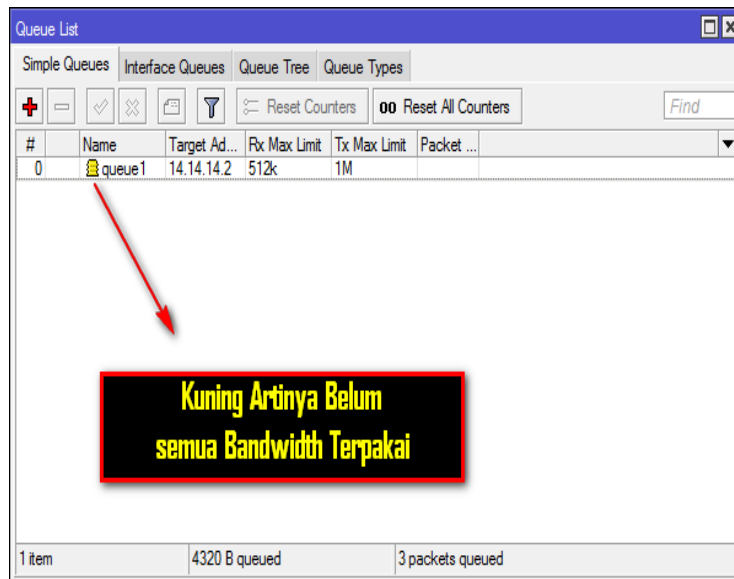 Queue List
Simple Queues Interface Queues Queue Tree Queue Types
Reset Counters 00 Reset All Counters Find
# Name Target Ad... Rx Max Limit Tx Max Limit Packet ...
0 queue1 14.14.14.2 512k 1M
Kuning Artinya Belum
semua Bandwidth Terpakai
1 item 4320 B queued 3 packets queued